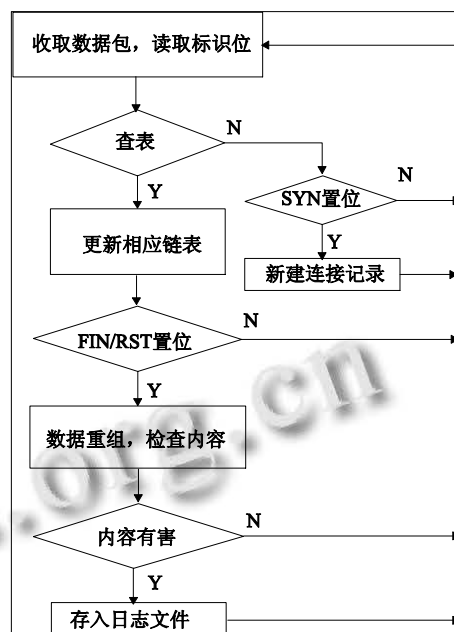 收取数据包，读取标识位
查表
N
Y
SYN置位
N
Y
更新相应链表
新建连接记录
FIN/RST置位
N
Y
数据重组，检查内容
内容有害
N
Y
存入日志文件
.org.cn